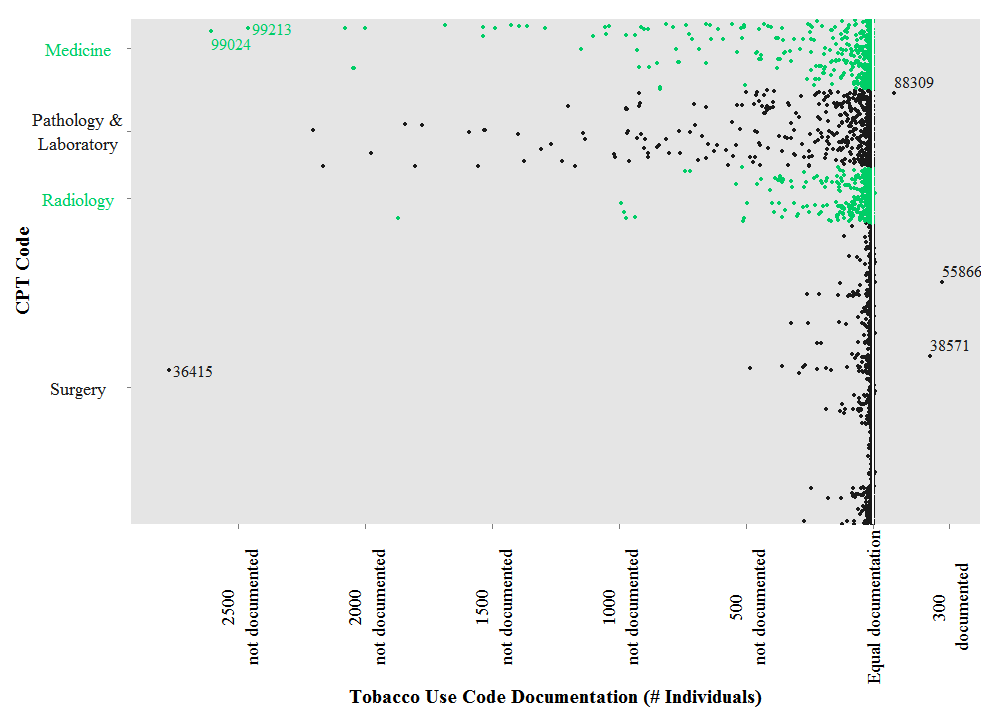 99213
99024
Medicine
88309
Pathology &
Laboratory
Radiology
CPT Code
55866
38571
36415
Surgery
2500
not documented
2000
not documented
1500
not documented
1000
not documented
500
not documented
Equal documentation
300
documented
Tobacco Use Code Documentation (# Individuals)